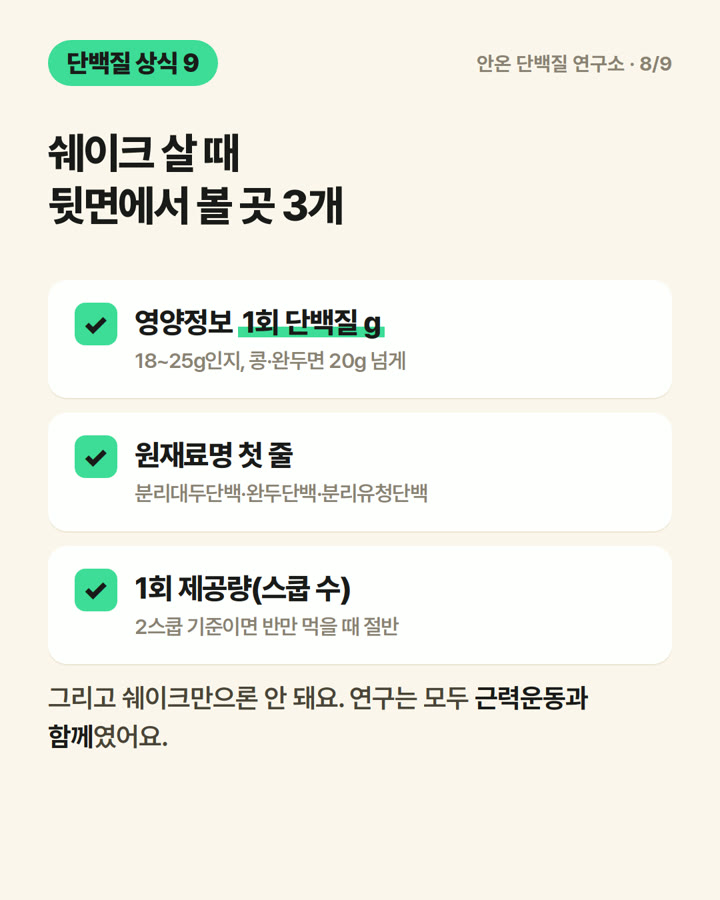 단백질 상식 9
안온 단백질 연구소 · 8/9
쉐이크 살 때
뒷면에서 볼 곳 3개
영양정보 1회 단백질 g
18~25g인지, 콩·완두면 20g 넘게
원재료명 첫 줄
분리대두단백·완두단백·분리유청단백
1회 제공량(스쿱 수)
2스쿱 기준이면 반만 먹을 때 절반
그리고 쉐이크만으론 안 돼요. 연구는 모두 근력운동과
함께였어요.